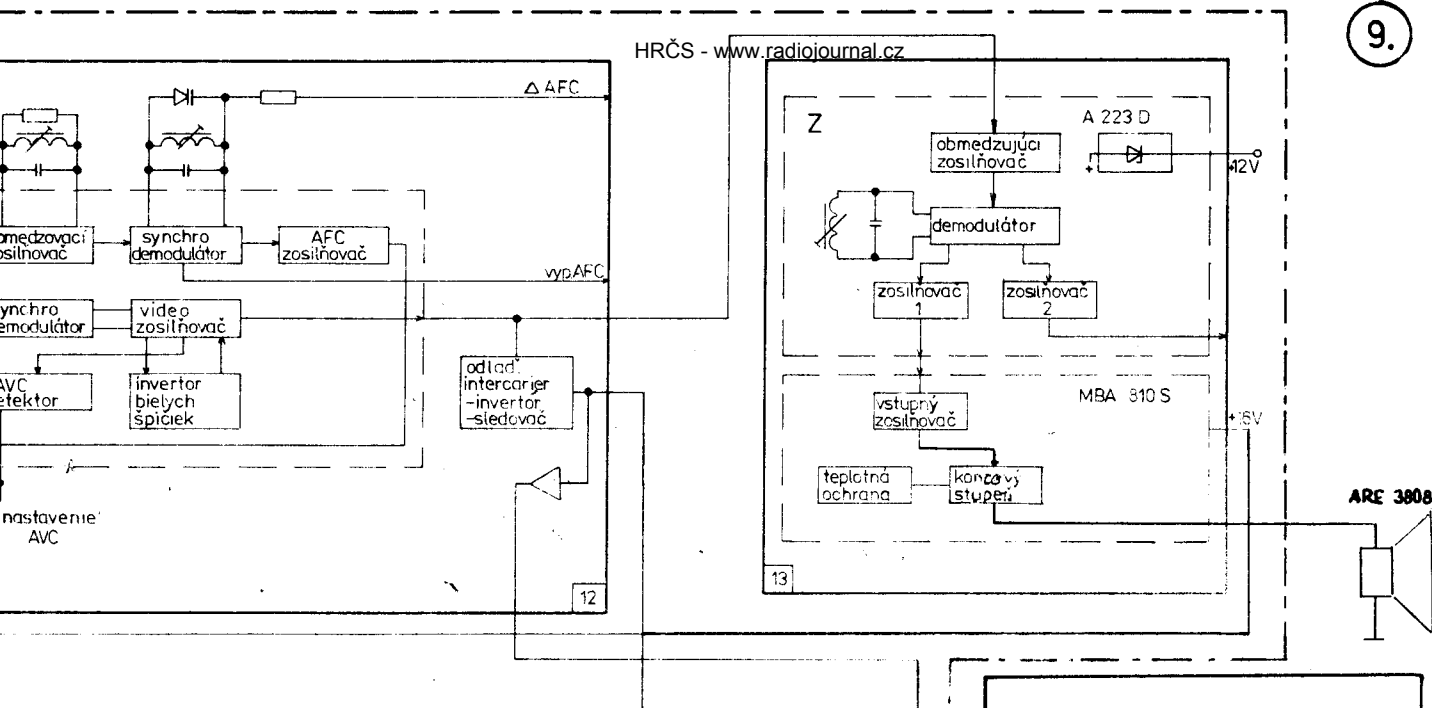 9.
HRČS - www.radiojournal.cz
Δ AFC
Z
A 223 D
obmedzujúci
zosilňovač
+
+12V
demodulátor
zosilňovač
1
zosilňovač
2
synchro
demodulátor
AFC
zosilňovač
vyp.AFC
video
zosilňovač
AVC
invertor
bielych
špičiek
odlaď.
intercarier
-invertor
-sledovač
MBA 810 S
vstupný
zosilňovač
teplotná
ochrana
koncový
stupeň
ARE 3808
nastavenie
AVC
13
12